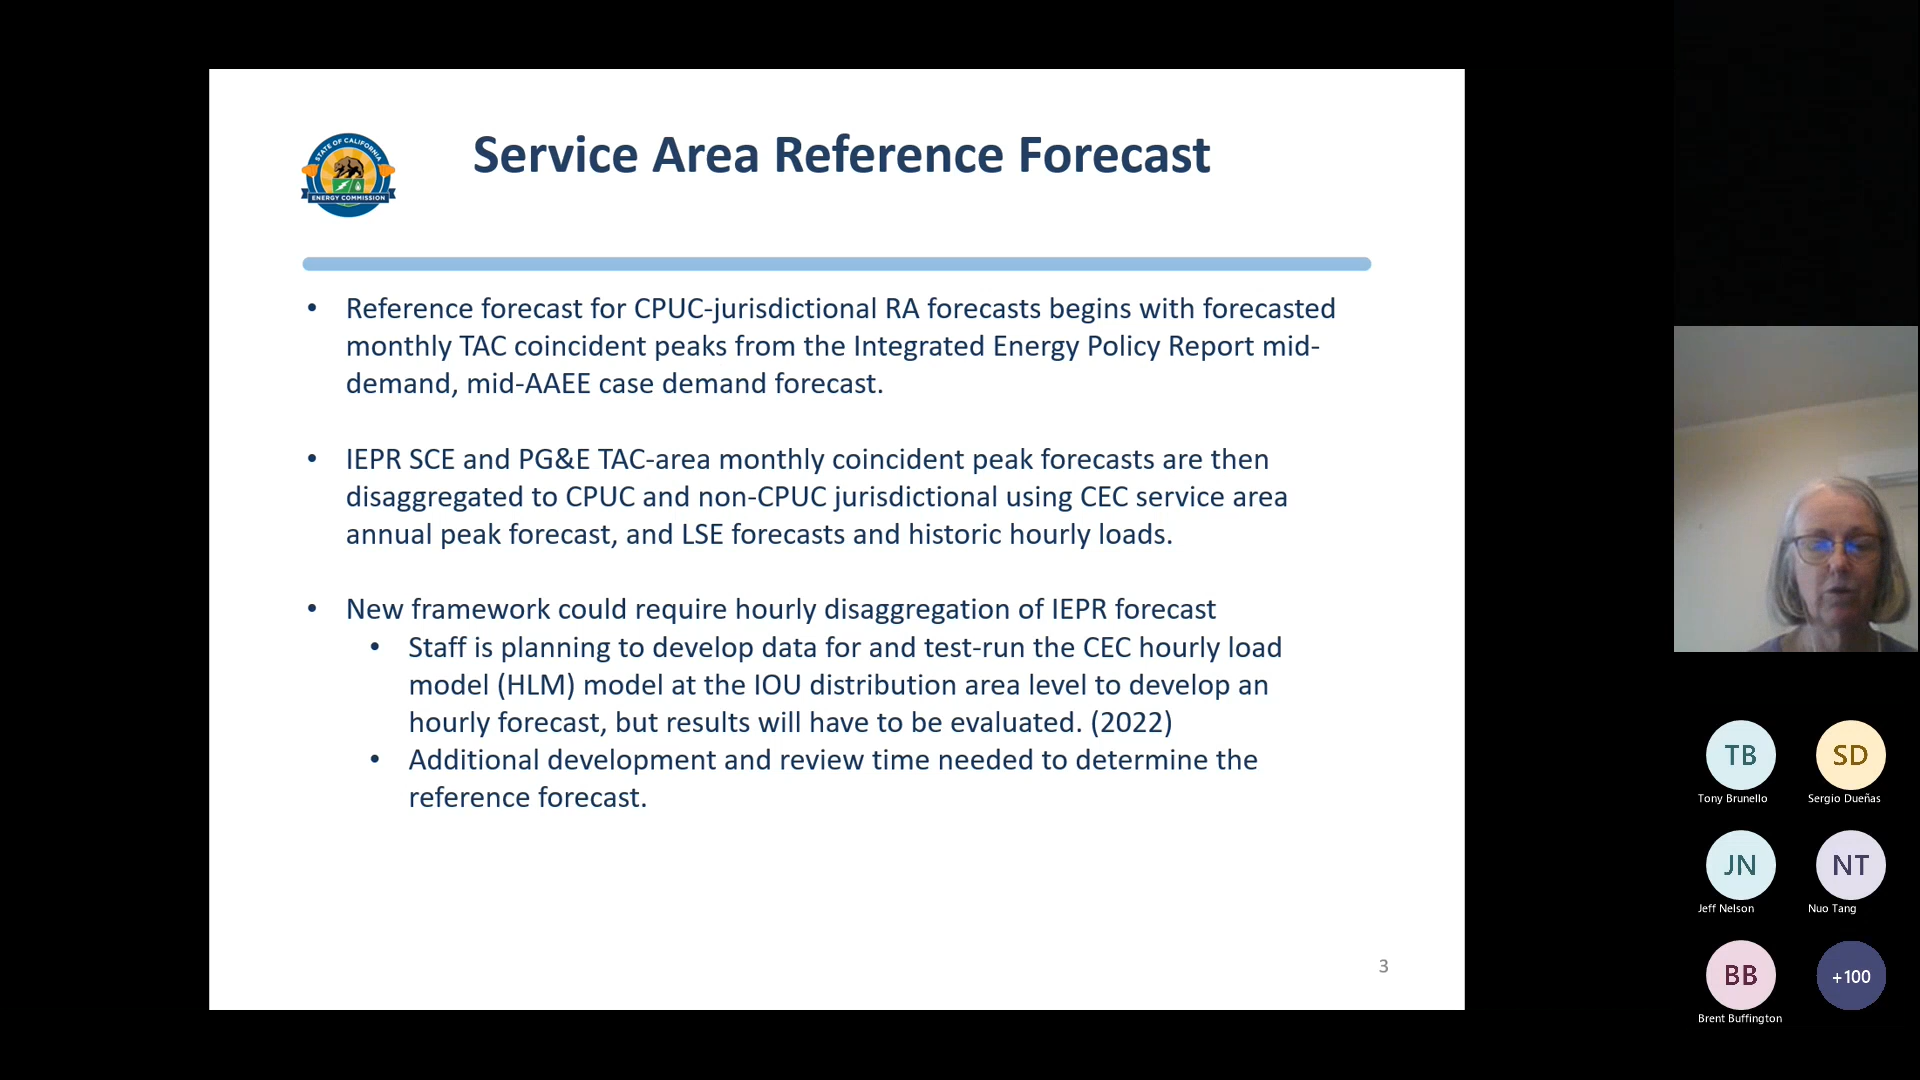 STATE OF CALIFORNIA
ENERGY COMMISSION
Service Area Reference Forecast
• Reference forecast for CPUC-jurisdictional RA forecasts begins with forecasted
monthly TAC coincident peaks from the Integrated Energy Policy Report mid-
demand, mid-AAEE case demand forecast.
• IEPR SCE and PG&E TAC-area monthly coincident peak forecasts are then
disaggregated to CPUC and non-CPUC jurisdictional using CEC service area
annual peak forecast, and LSE forecasts and historic hourly loads.
• New framework could require hourly disaggregation of IEPR forecast
• Staff is planning to develop data for and test-run the CEC hourly load
model (HLM) model at the IOU distribution area level to develop an
hourly forecast, but results will have to be evaluated. (2022)
• Additional development and review time needed to determine the
reference forecast.
3
TB
Tony Brunello
SD
Sergio Dueñas
JN
Jeff Nelson
NT
Nuo Tang
BB
Brent Buffington
+100